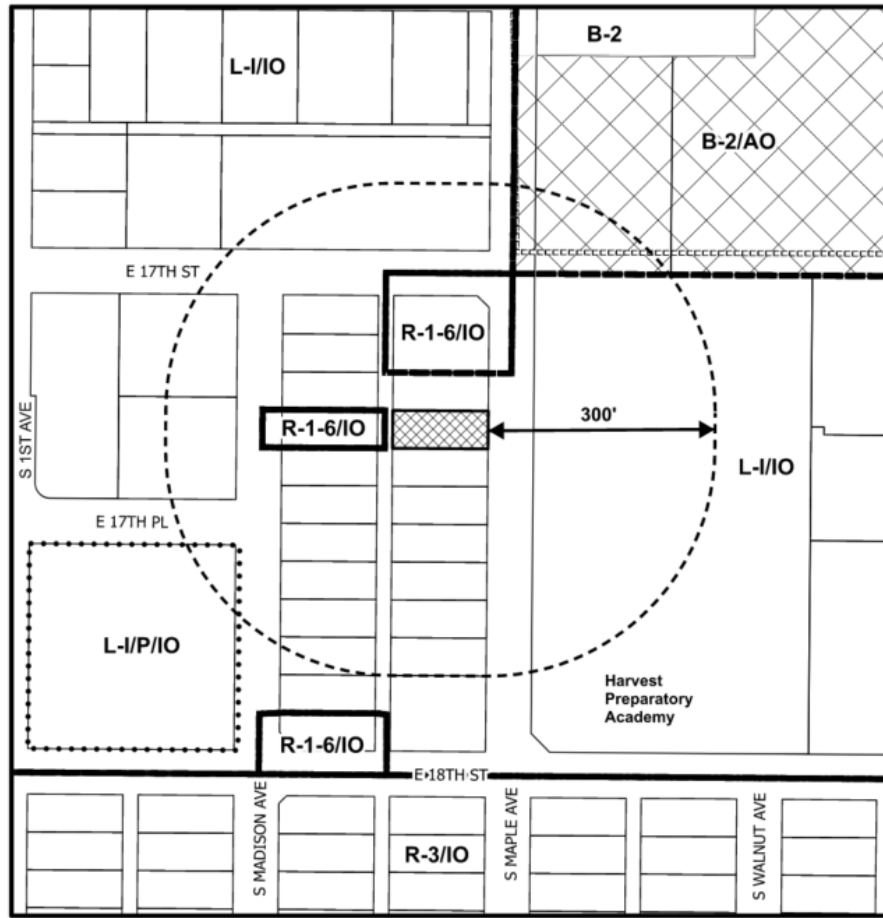 B-2
L-I/IO
B-2/AO
E 17TH ST
R-1-6/IO
S 1ST AVE
R-1-6/IO
300'
L-I/IO
E 17TH PL
L-I/P/IO
Harvest
Preparatory
Academy
R-1-6/IO
E 18TH ST
S MADISON AVE
R-3/IO
S MAPLE AVE
S WALNUT AVE